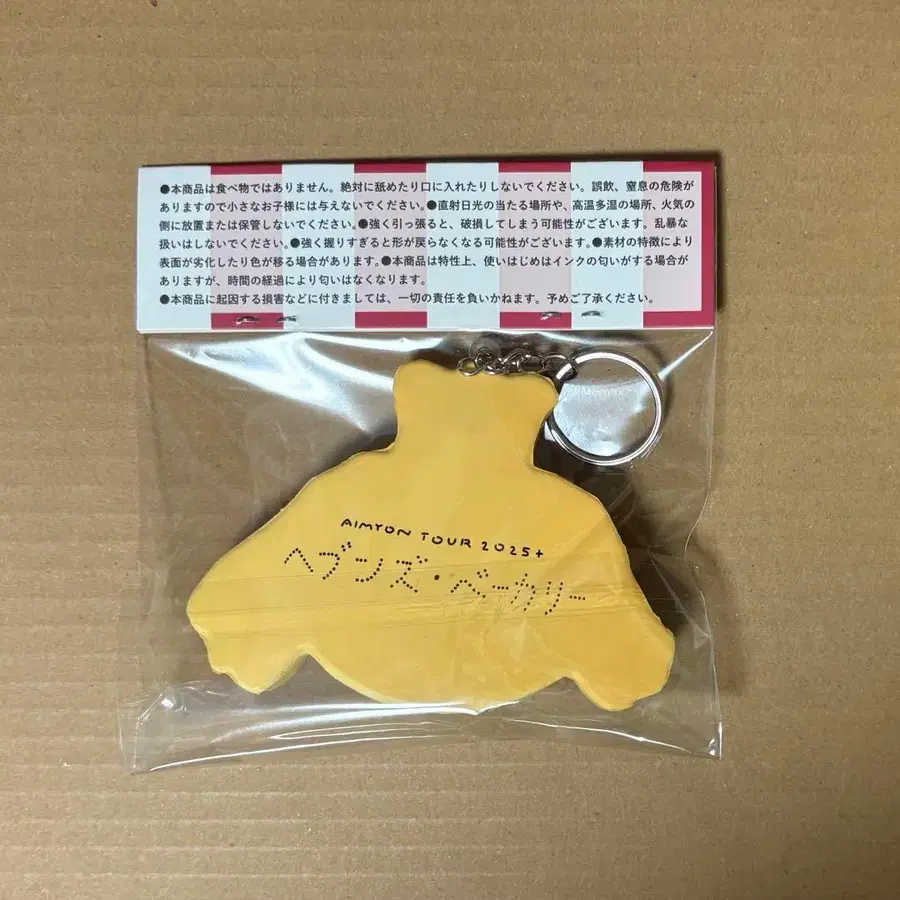 ●本商品は食べ物ではありません。絶対に舐めたり口に入れたりしないでください。誤飲、窒息の危険が
ありますので小さなお子様には与えないでください。●直射日光の当たる場所や、高温多湿の場所、火気の
側に放置または保管しないでください。●強く引っ張ると、破損してしまう可能性がございます。乱暴な
扱いはしないでください。●強く握りすぎると形が戻らなくなる可能性がございます。●素材の特徴により
表面が劣化したり色が移る場合があります。●本商品は特性上、使いはじめはインクの匂いがする場合が
ありますが、時間の経過により匂いはなくなります。
●本商品に起因する損害などに付きましては、一切の責任を負いかねます。予めご了承ください。
AIMYON TOUR 2025+
ヘブンズ・ベーカリー